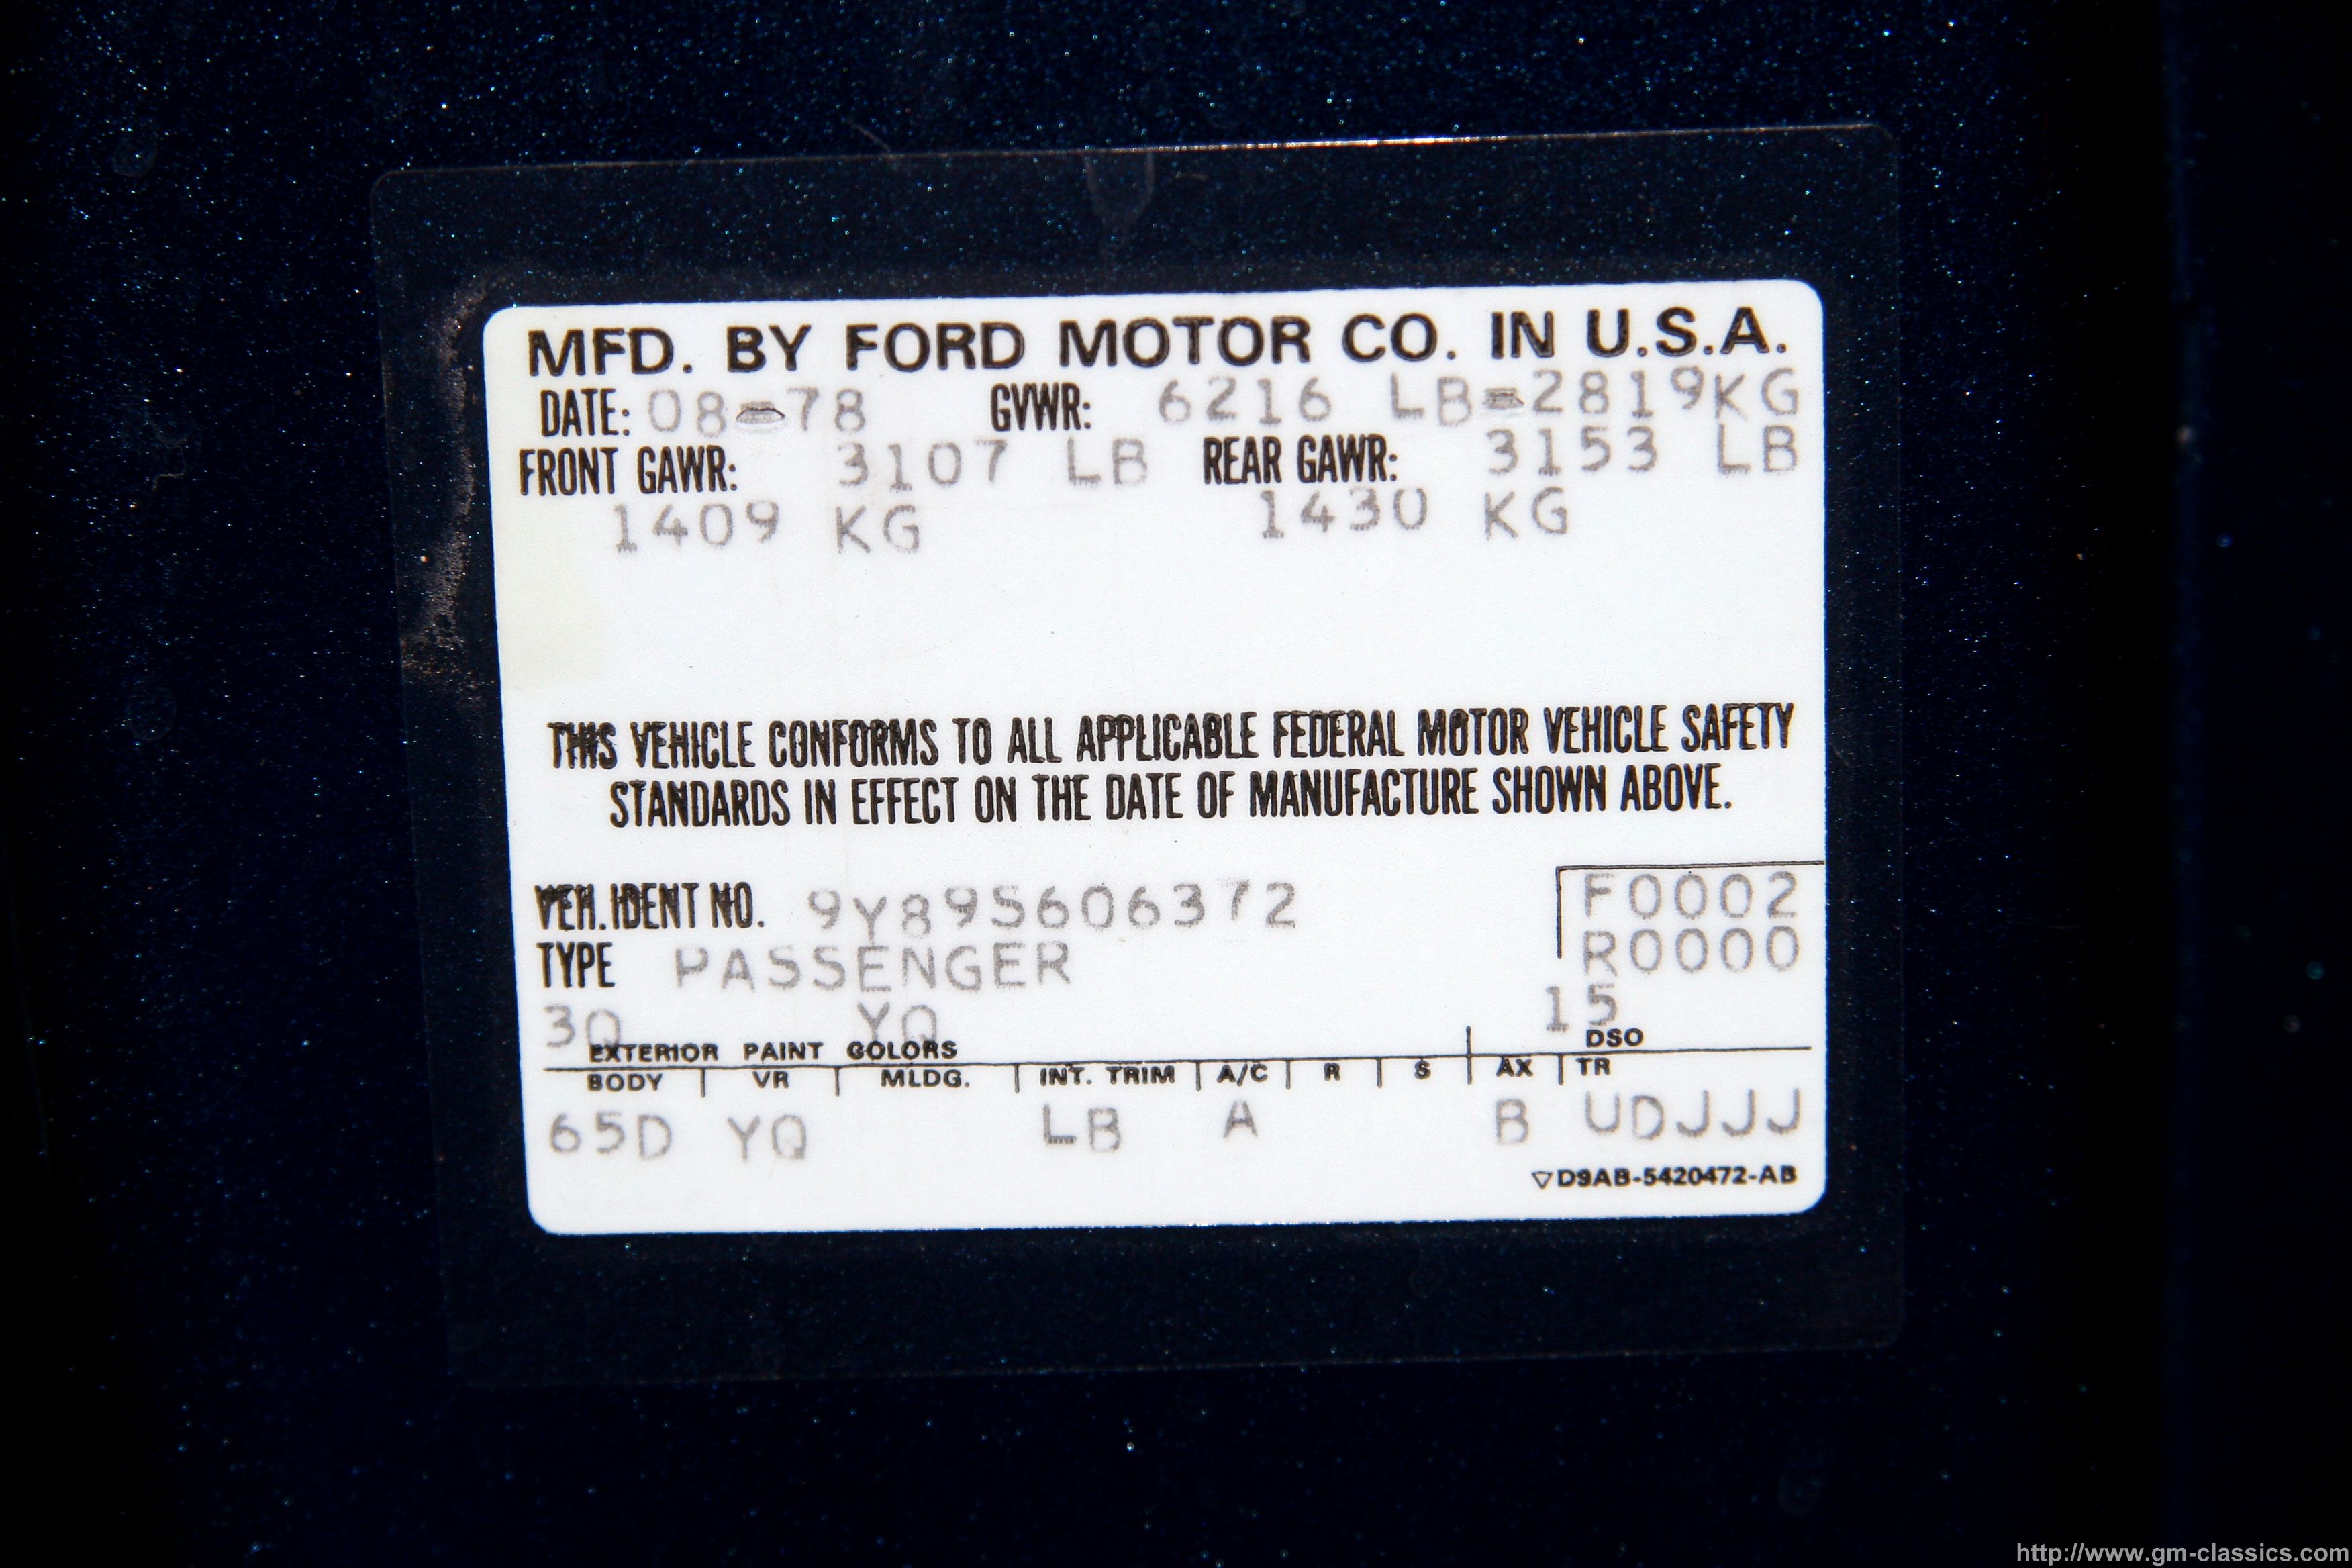 MFD. BY FORD MOTOR CO. IN U.S.A.
DATE: 08-78 GVWR: 6216 LB=2819KG
FRONT GAWR: 3107 LB REAR GAWR: 3153 LB
1409 KG 1430 KG
THIS VEHICLE CONFORMS TO ALL APPLICABLE FEDERAL MOTOR VEHICLE SAFETY
STANDARDS IN EFFECT ON THE DATE OF MANUFACTURE SHOWN ABOVE.
VEH. IDENT NO. 9Y89S606372 F0002
TYPE PASSENGER R0000
3Q YQ 15
EXTERIOR PAINT COLORS DSO
BODY VR MLDG. INT. TRIM A/C R S AX TR
65D YQ LB A B UDJJJ
▽D9AB-5420472-AB
http://www.gm-classics.com